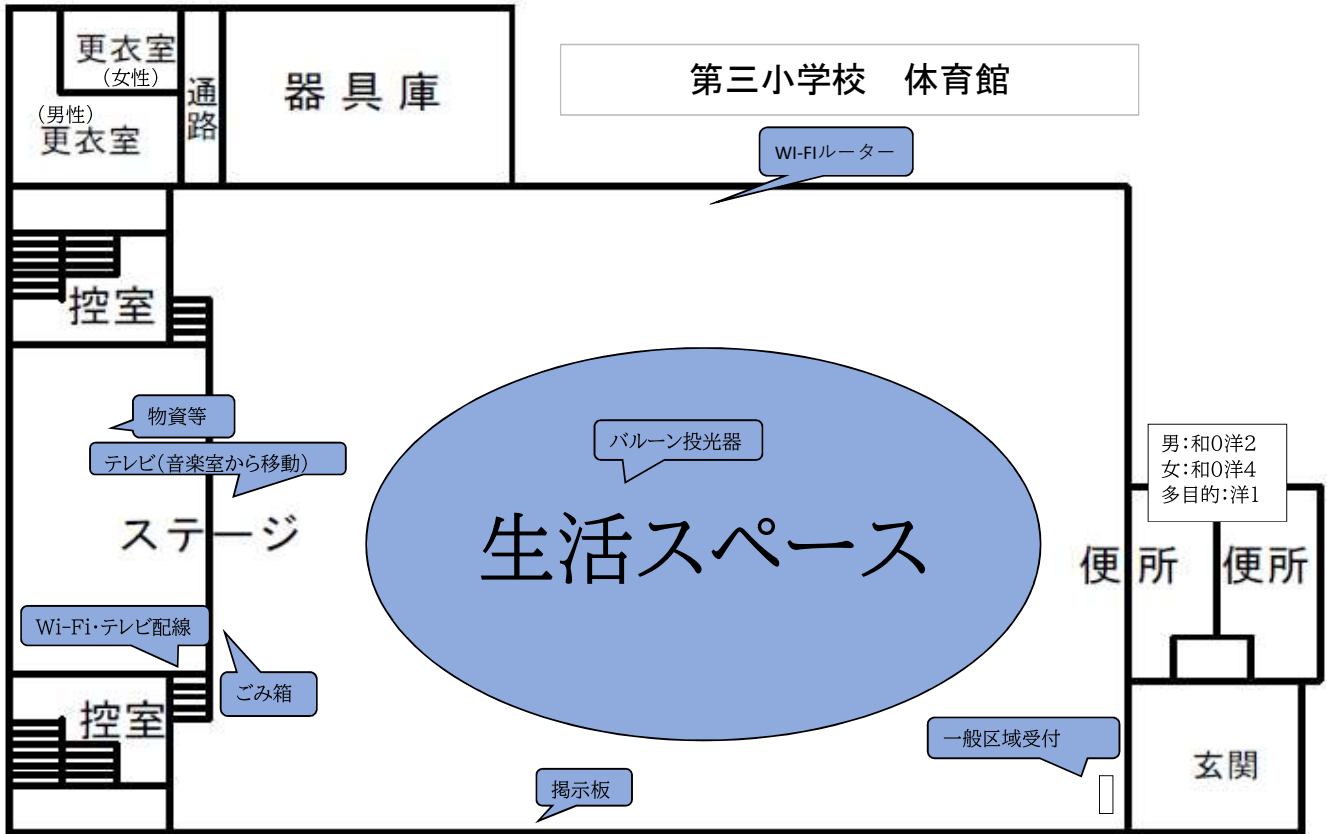 第三小学校　体育館
更衣室
(女性)
(男性)
更衣室
通路
器具庫
WI-FIルーター
控室
物資等
テレビ(音楽室から移動)
ステージ
バルーン投光器
生活スペース
男:和0洋2
女:和0洋4
多目的:洋1
便所
便所
Wi-Fi・テレビ配線
ごみ箱
控室
一般区域受付
玄関
掲示板